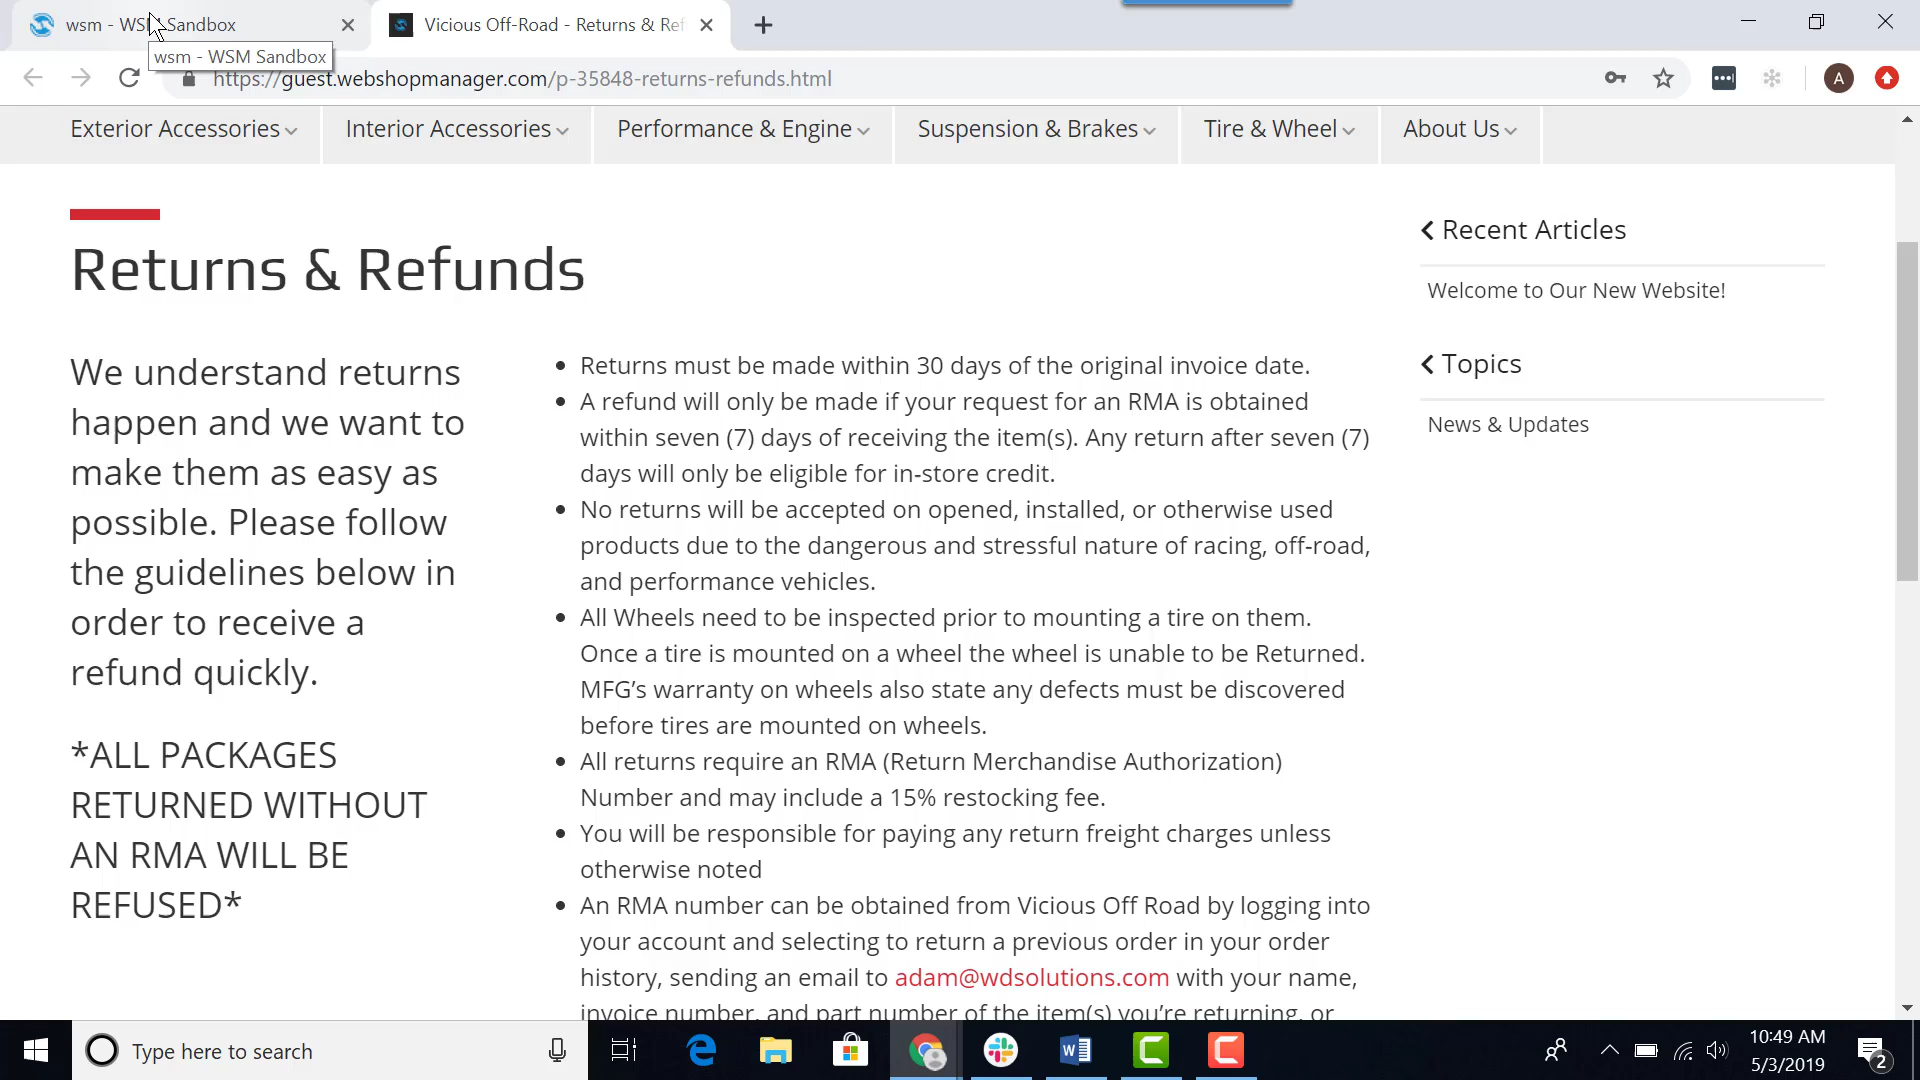 wsm - WSM Sandbox
Vicious Off-Road - Returns & Ref
wsm - WSM Sandbox
https://guest.webshopmanager.com/p-35848-returns-refunds.html
A
Exterior Accessories
Interior Accessories
Performance & Engine
Suspension & Brakes
Tire & Wheel
About Us
Returns & Refunds
We understand returns
happen and we want to
make them as easy as
possible. Please follow
the guidelines below in
order to receive a
refund quickly.
*ALL PACKAGES
RETURNED WITHOUT
AN RMA WILL BE
REFUSED*
Returns must be made within 30 days of the original invoice date.
A refund will only be made if your request for an RMA is obtained
within seven (7) days of receiving the item(s). Any return after seven (7)
days will only be eligible for in-store credit.
No returns will be accepted on opened, installed, or otherwise used
products due to the dangerous and stressful nature of racing, off-road,
and performance vehicles.
All Wheels need to be inspected prior to mounting a tire on them.
Once a tire is mounted on a wheel the wheel is unable to be Returned.
MFG’s warranty on wheels also state any defects must be discovered
before tires are mounted on wheels.
All returns require an RMA (Return Merchandise Authorization)
Number and may include a 15% restocking fee.
You will be responsible for paying any return freight charges unless
otherwise noted
An RMA number can be obtained from Vicious Off Road by logging into
your account and selecting to return a previous order in your order
history, sending an email to adam@wdsolutions.com with your name,
invoice number, and part number of the item(s) you’re returning, or
Recent Articles
Welcome to Our New Website!
Topics
News & Updates
Type here to search
10:49 AM
5/3/2019
2